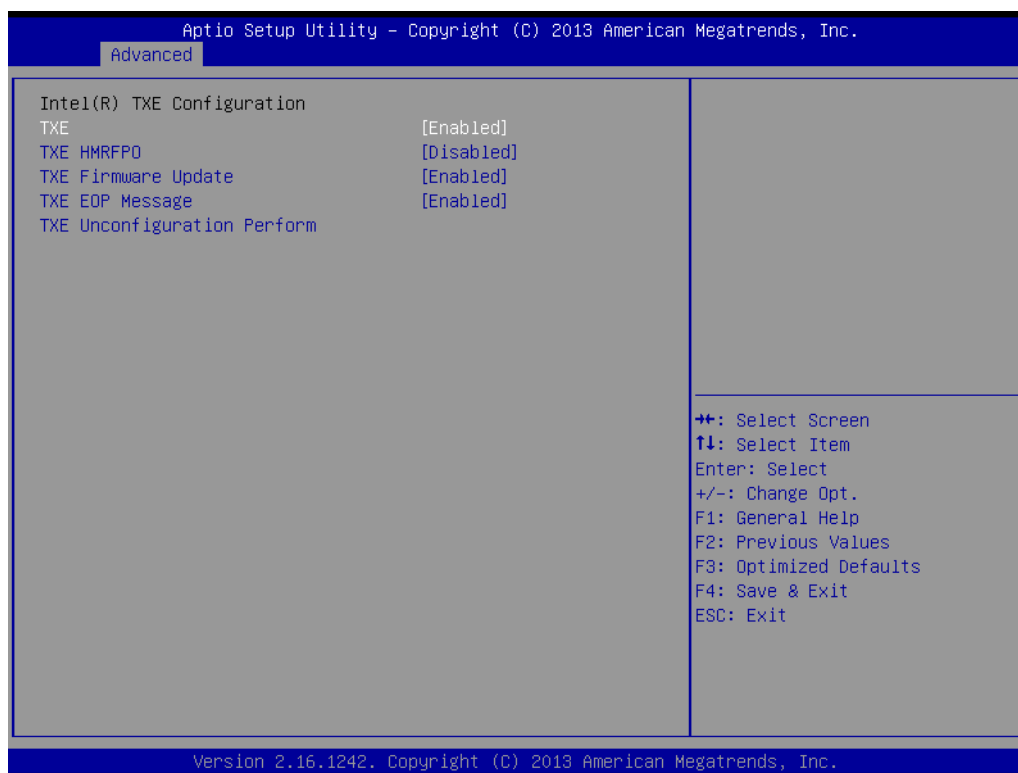 Aptio Setup Utility – Copyright (C) 2013 American Megatrends, Inc.
Advanced
Intel(R) TXE Configuration
TXE [Enabled]
TXE HMRFPO [Disabled]
TXE Firmware Update [Enabled]
TXE EOP Message [Enabled]
TXE Unconfiguration Perform
→←: Select Screen
↑↓: Select Item
Enter: Select
+/-: Change Opt.
F1: General Help
F2: Previous Values
F3: Optimized Defaults
F4: Save & Exit
ESC: Exit
Version 2.16.1242. Copyright (C) 2013 American Megatrends, Inc.